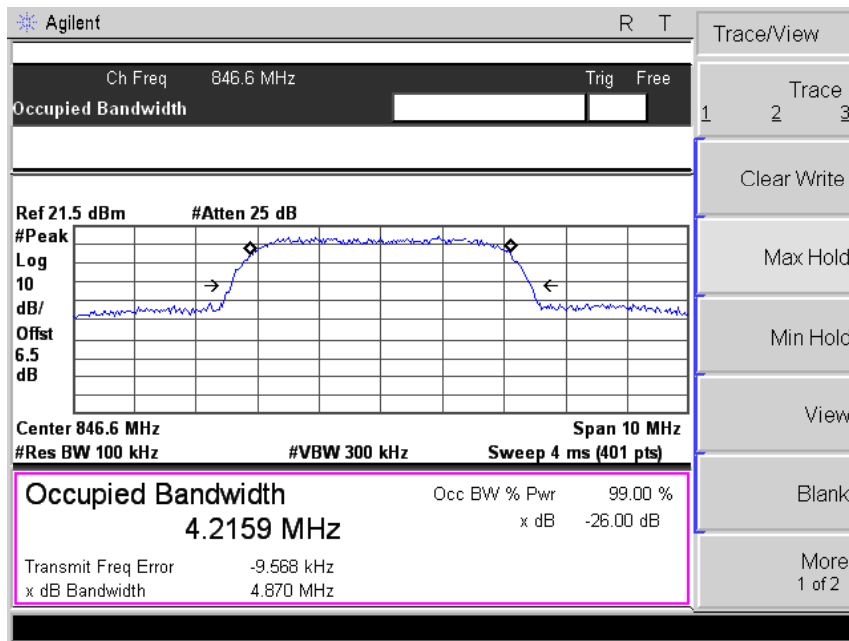 Agilent R T
Trace/View
Ch Freq 846.6 MHz Trig Free
Occupied Bandwidth
Trace
1 2 3
Clear Write
Ref 21.5 dBm #Atten 25 dB
#Peak
Log
10
dB/
Offst
6.5
dB
Max Hold
Min Hold
Center 846.6 MHz Span 10 MHz
#Res BW 100 kHz #VBW 300 kHz Sweep 4 ms (401 pts)
View
Occupied Bandwidth
4.2159 MHz
Occ BW % Pwr 99.00 %
x dB -26.00 dB
Transmit Freq Error -9.568 kHz
x dB Bandwidth 4.870 MHz
Blank
More
1 of 2